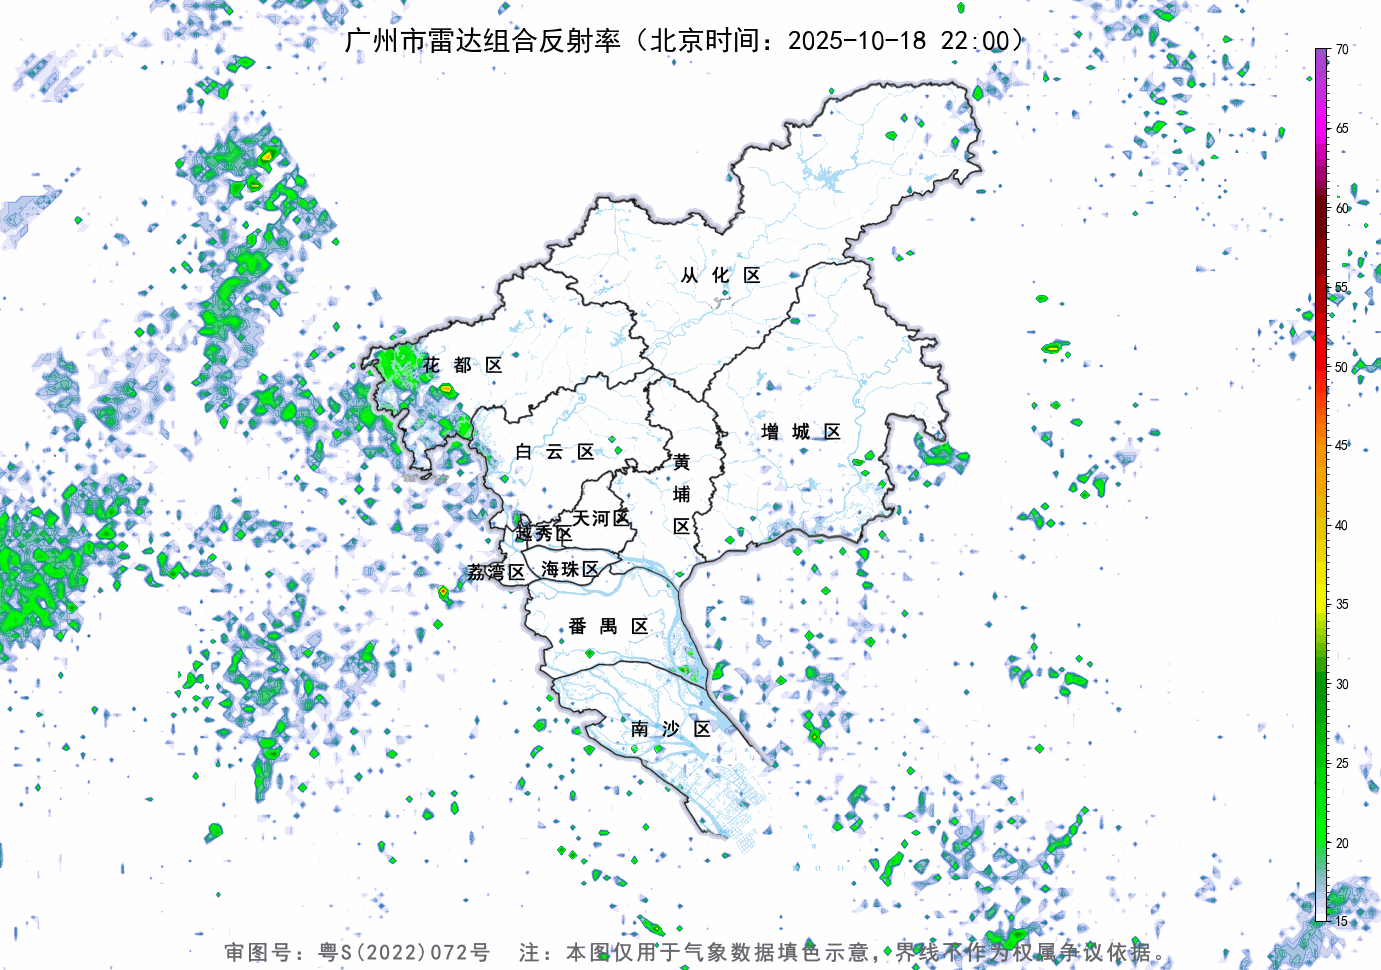 广州市雷达组合反射率（北京时间：2025-10-18 22:00）
70
65
60
55
50
45
40
35
30
25
20
15
从化区
花都区
增城区
白云区
黄埔区
天河区
越秀区
荔湾区
海珠区
番禺区
南沙区
审图号：粤S(2022)072号 注：本图仅用于气象数据填色示意，界线不作为权属争议依据。